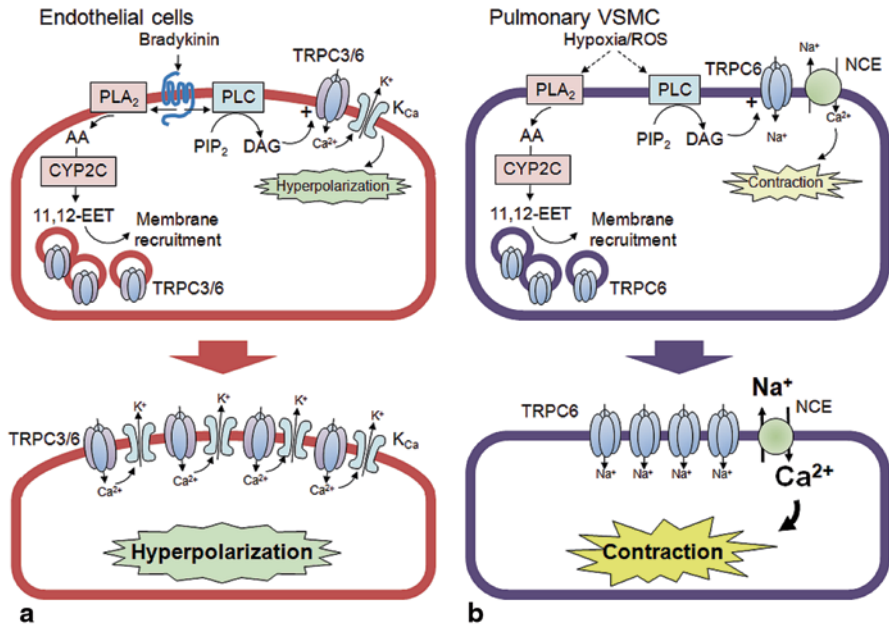 Endothelial cells
Bradykinin
TRPC3/6
K⁺
PLA₂
PLC
K_Ca
+
AA
PIP₂
DAG
Ca²⁺
CYP2C
Hyperpolarization
11,12-EET
Membrane
recruitment
TRPC3/6
K⁺
K⁺
K⁺
K⁺
TRPC3/6
K_Ca
Ca²⁺
Ca²⁺
Ca²⁺
Ca²⁺
Hyperpolarization
a
Pulmonary VSMC
Hypoxia/ROS
TRPC6
Na⁺
NCE
PLA₂
PLC
+
AA
PIP₂
DAG
Na⁺
Ca²⁺
CYP2C
Contraction
11,12-EET
Membrane
recruitment
TRPC6
Na⁺
TRPC6
NCE
Na⁺
Na⁺
Na⁺
Na⁺
Ca²⁺
Contraction
b